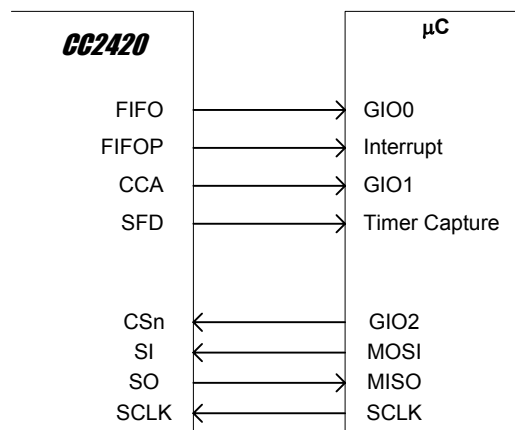 CC2420 µC
FIFO GIO0
FIFOP Interrupt
CCA GIO1
SFD Timer Capture
CSn GIO2
SI MOSI
SO MISO
SCLK SCLK